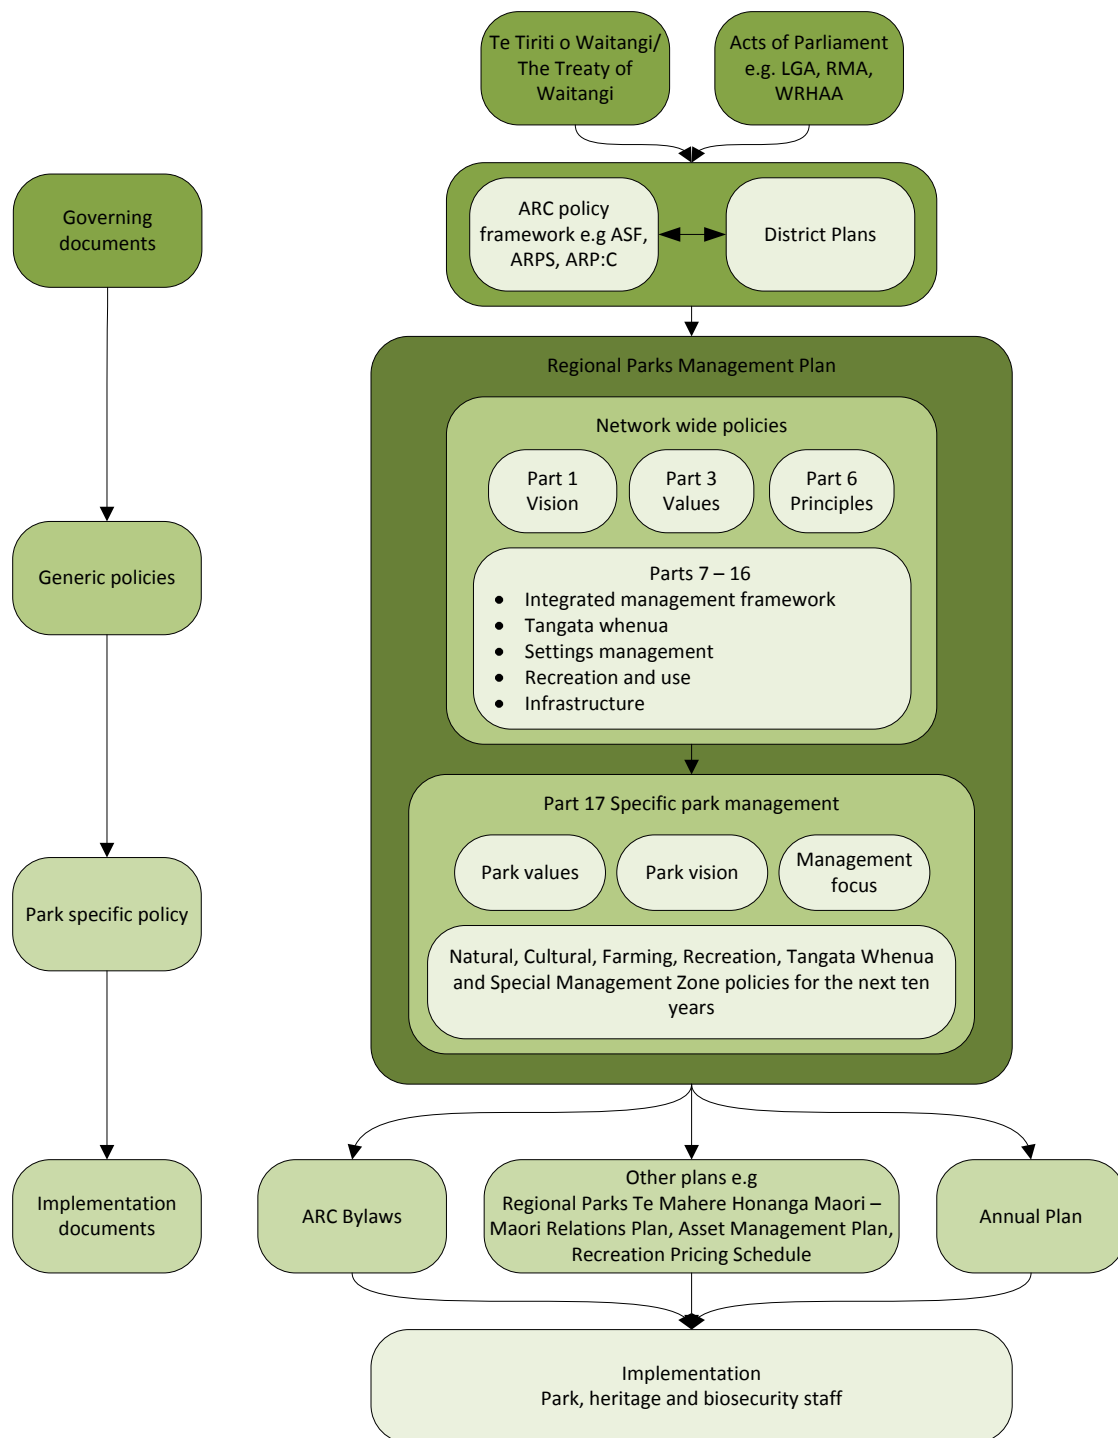 Te Tiriti o Waitangi/
The Treaty of
Waitangi
Acts of Parliament
e.g. LGA, RMA,
WRHAA
Governing
documents
ARC policy
framework e.g ASF,
ARPS, ARP:C
District Plans
Regional Parks Management Plan
Network wide policies
Part 1
Vision
Part 3
Values
Part 6
Principles
Generic policies
Parts 7 – 16
• Integrated management framework
• Tangata whenua
• Settings management
• Recreation and use
• Infrastructure
Part 17 Specific park management
Park specific policy
Park values
Park vision
Management
focus
Natural, Cultural, Farming, Recreation, Tangata Whenua
and Special Management Zone policies for the next ten
years
Implementation
documents
ARC Bylaws
Other plans e.g
Regional Parks Te Mahere Honanga Maori –
Maori Relations Plan, Asset Management Plan,
Recreation Pricing Schedule
Annual Plan
Implementation
Park, heritage and biosecurity staff